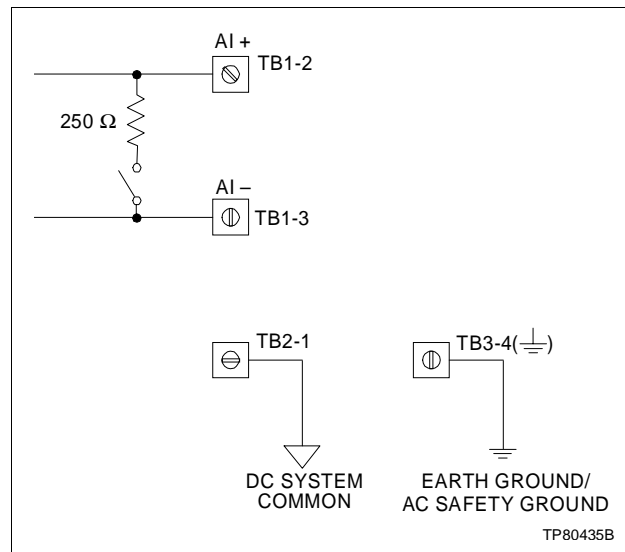 AI +
TB1-2
250 Ω
AI –
TB1-3
TB2-1
TB3-4(⏚)
DC SYSTEM
COMMON
EARTH GROUND/
AC SAFETY GROUND
TP80435B